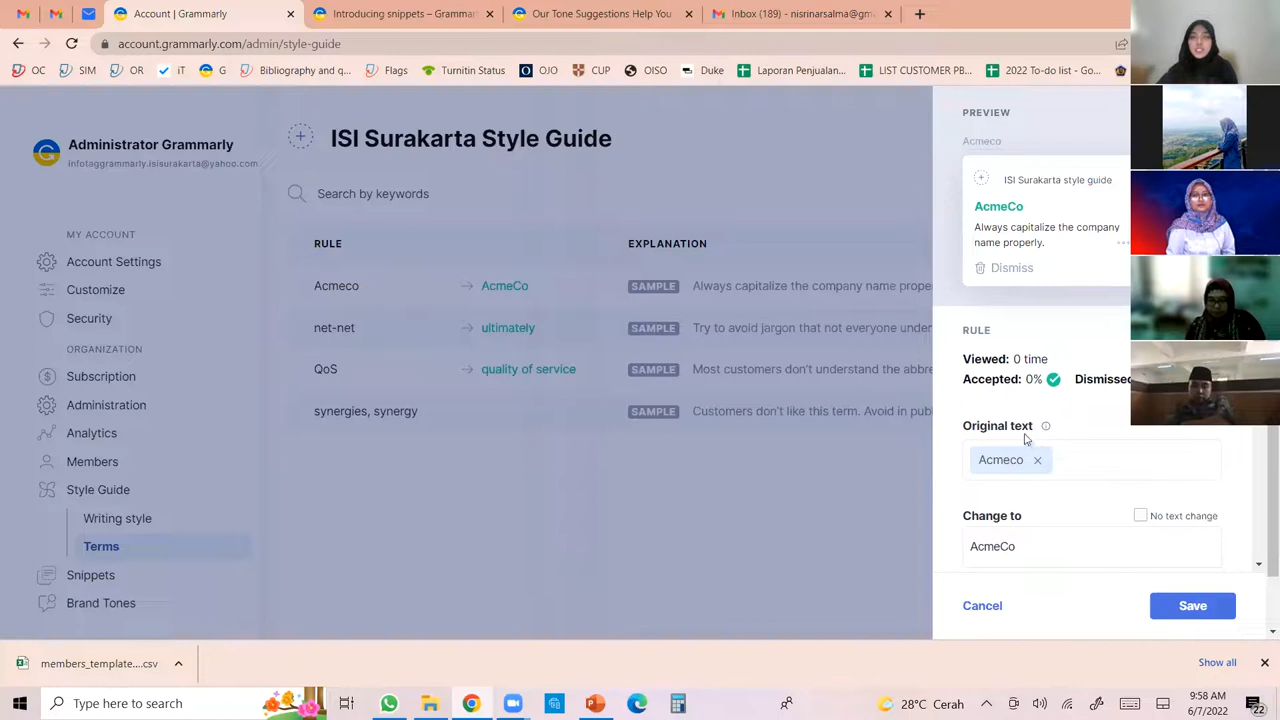 Account | Grammarly
Introducing snippets – Grammar
Our Tone Suggestions Help You
Inbox (189) - nisrinarsalma@gm
account.grammarly.com/admin/style-guide
OC
SIM
OR
iT
G
Bibliography and q...
Flags
Turnitin Status
OJO
CUP
OISO
Duke
Laporan Penjualan...
LIST CUSTOMER PB...
2022 To-do list - Go...
Administrator Grammarly
infotaggrammarly.isisurakarta@yahoo.com
MY ACCOUNT
Account Settings
Customize
Security
ORGANIZATION
Subscription
Administration
Analytics
Members
Style Guide
Writing style
Terms
Snippets
Brand Tones
ISI Surakarta Style Guide
Search by keywords
RULE EXPLANATION
Acmeco → AcmeCo SAMPLE Always capitalize the company name prope
net-net → ultimately SAMPLE Try to avoid jargon that not everyone under
QoS → quality of service SAMPLE Most customers don't understand the abbre
synergies, synergy SAMPLE Customers don't like this term. Avoid in pub
PREVIEW
Acmeco
ISI Surakarta style guide
AcmeCo
Always capitalize the company
name properly.
Dismiss
RULE
Viewed: 0 time
Accepted: 0% Dismissed
Original text
Acmeco
Change to No text change
AcmeCo
Cancel Save
members_template....csv
Show all
Type here to search
28°C Cerah
9:58 AM
6/7/2022
22